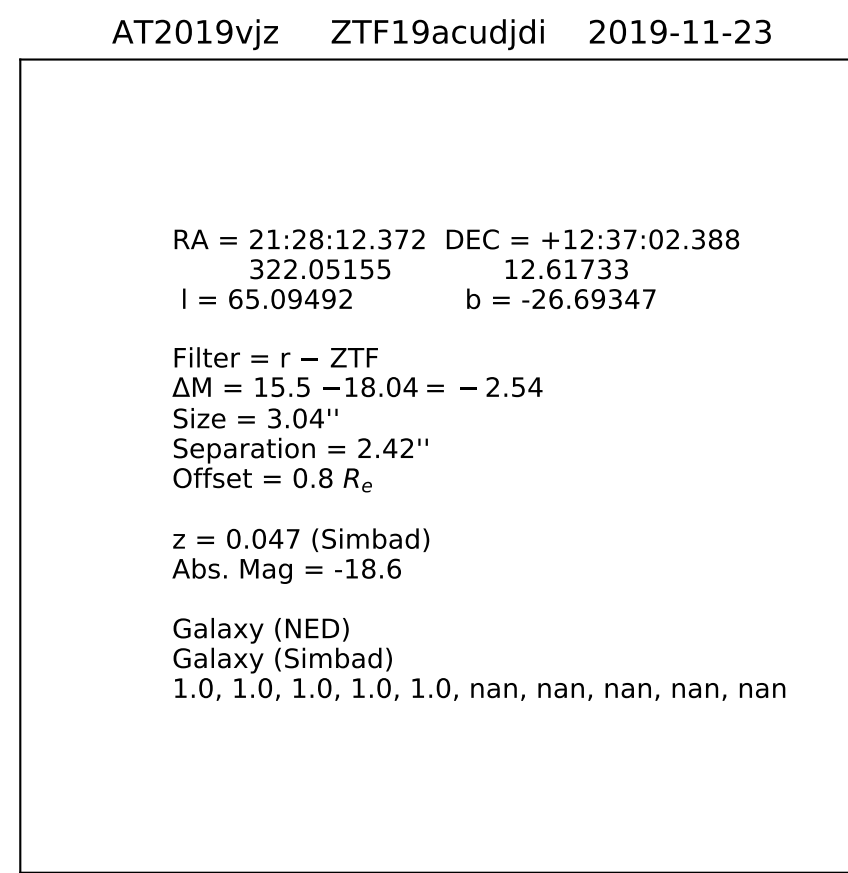 AT2019vjz ZTF19acudjdi 2019-11-23
RA = 21:28:12.372 DEC = +12:37:02.388
322.05155 12.61733
l = 65.09492 b = -26.69347
Filter = r − ZTF
ΔM = 15.5 −18.04 = − 2.54
Size = 3.04''
Separation = 2.42''
Offset = 0.8 Re
z = 0.047 (Simbad)
Abs. Mag = -18.6
Galaxy (NED)
Galaxy (Simbad)
1.0, 1.0, 1.0, 1.0, 1.0, nan, nan, nan, nan, nan